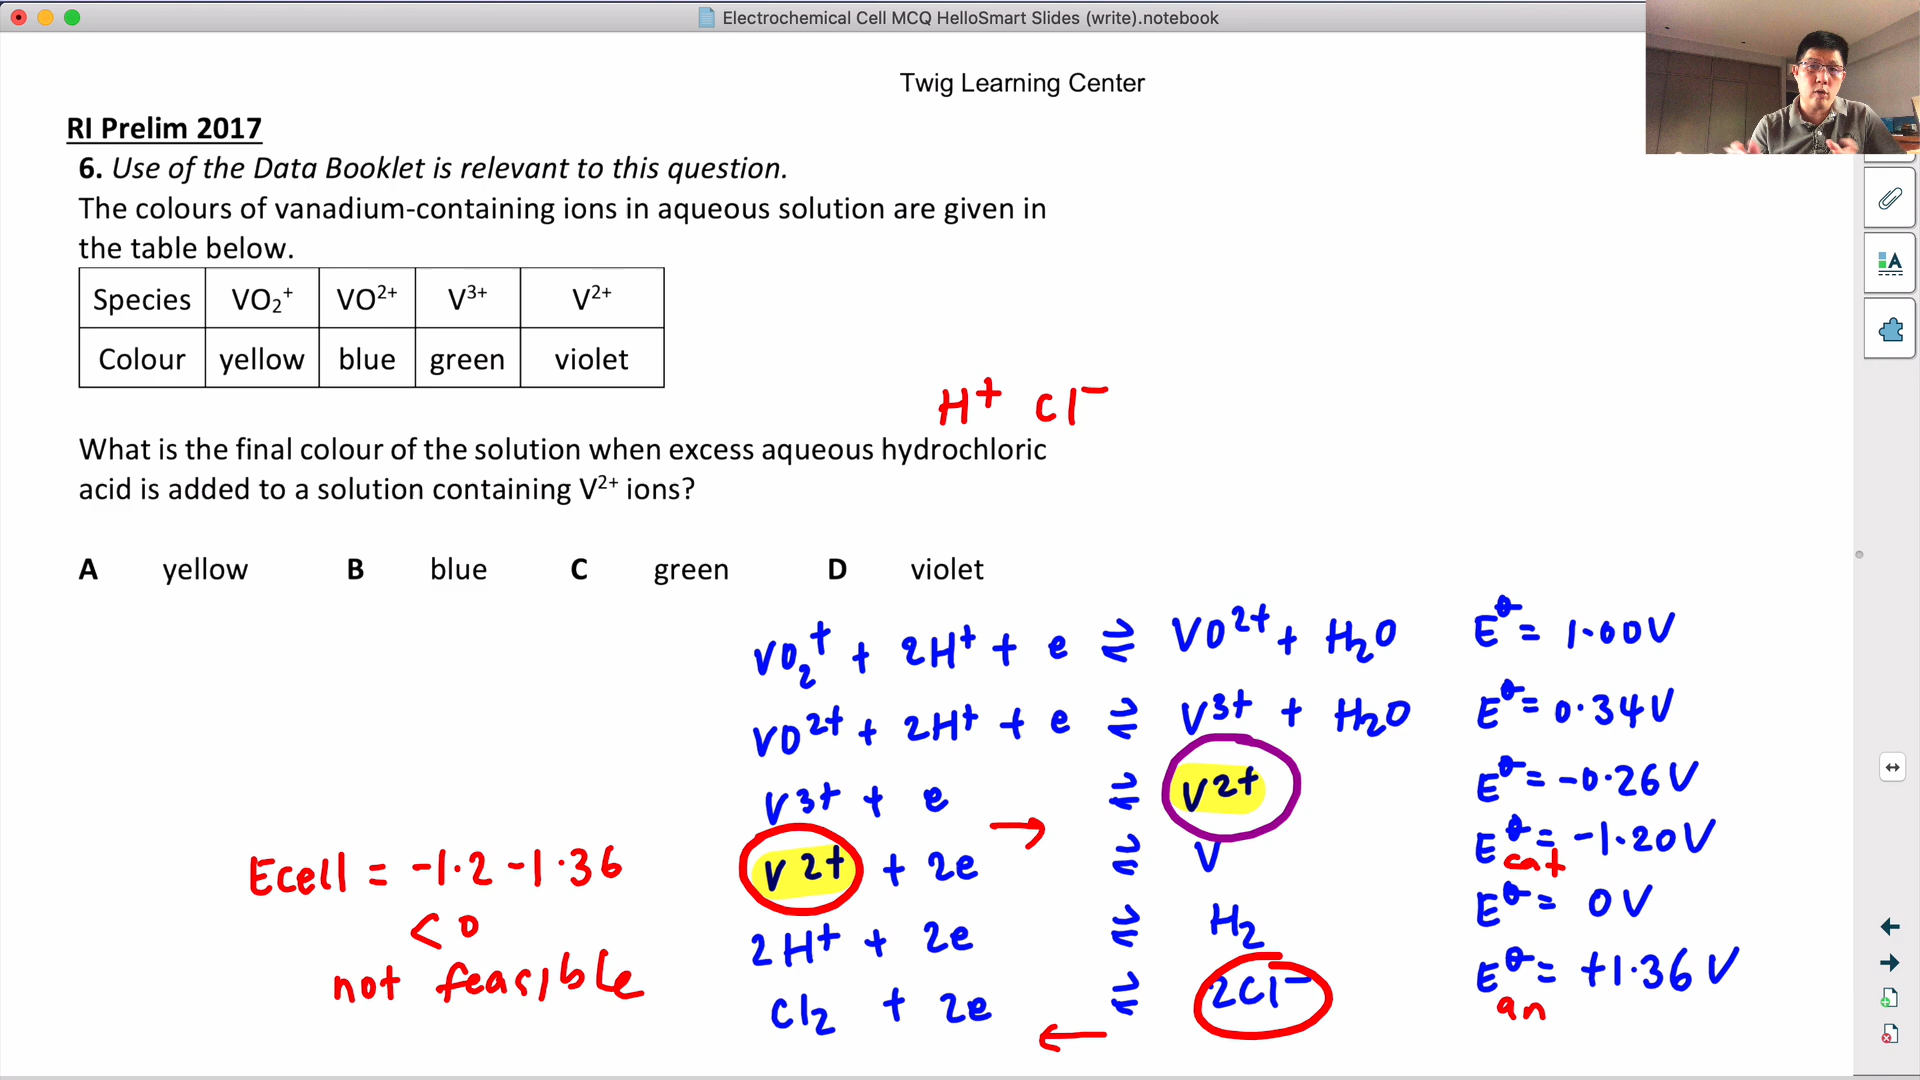 Electrochemical Cell MCQ HelloSmart Slides (write).notebook
Twig Learning Center
RI Prelim 2017
6. Use of the Data Booklet is relevant to this question.
The colours of vanadium-containing ions in aqueous solution are given in
the table below.
Species VO₂⁺ VO²⁺ V³⁺ V²⁺
Colour yellow blue green violet
H⁺ Cl⁻
What is the final colour of the solution when excess aqueous hydrochloric
acid is added to a solution containing V²⁺ ions?
A yellow B blue C green D violet
VO₂⁺ + 2H⁺ + e ⇌ VO²⁺ + H₂O E⦵ = 1.00V
VO²⁺ + 2H⁺ + e ⇌ V³⁺ + H₂O E⦵ = 0.34V
V³⁺ + e ⇌ V²⁺ E⦵ = -0.26V
→
V²⁺ + 2e ⇌ V E⦵ = -1.20V
cat
2H⁺ + 2e ⇌ H₂ E⦵ = 0V
Cl₂ + 2e ⇌ 2Cl⁻ E⦵ = +1.36V
an
←
Ecell = -1.2 -1.36
< 0
not feasible
A